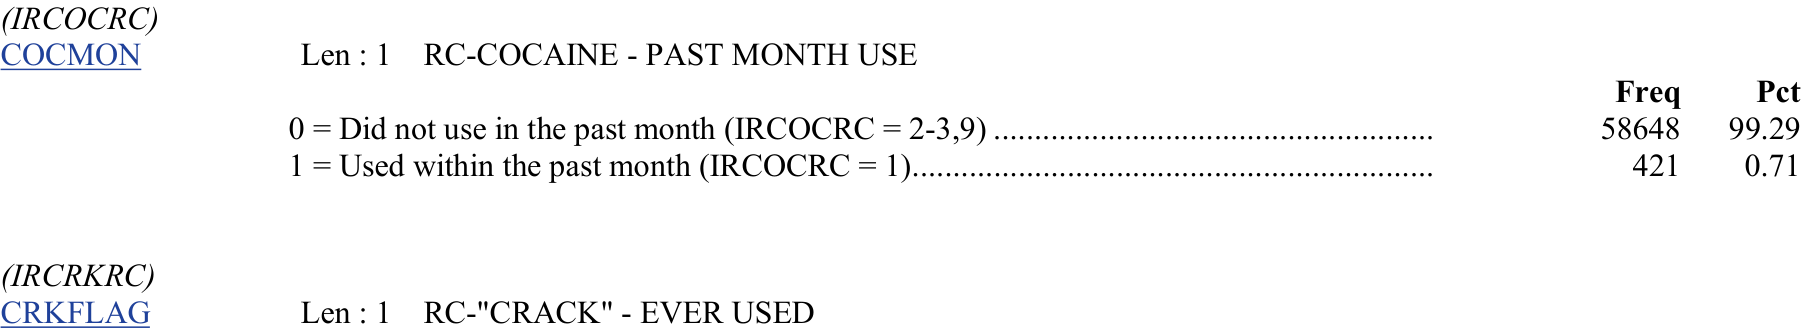 (IRCOCRC)
COCMON Len : 1 RC-COCAINE - PAST MONTH USE
Freq Pct
0 = Did not use in the past month (IRCOCRC = 2-3,9) ...................................................... 58648 99.29
1 = Used within the past month (IRCOCRC = 1)................................................................ 421 0.71
(IRCRKRC)
CRKFLAG Len : 1 RC-"CRACK" - EVER USED